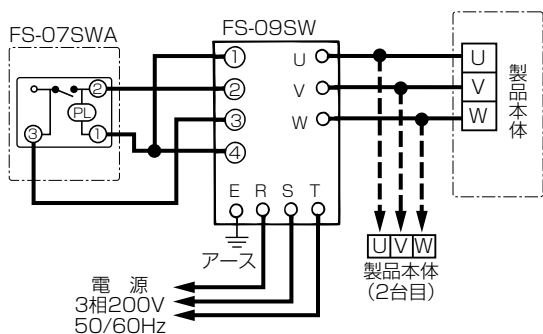 FS-07SWA
FS-09SW
②
PL
③
①
①
②
③
④
U
V
W
E R S T
アース
U
V
W
製品本体
U V W
製品本体
(2台目)
電 源
3相200V
50/60Hz